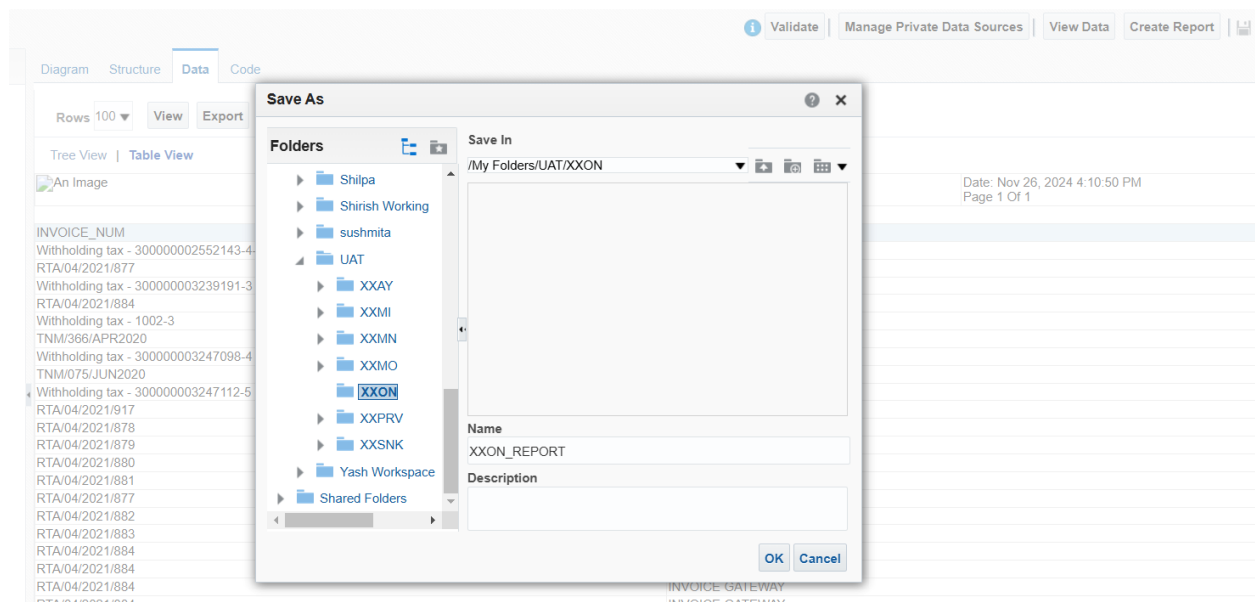 Validate Manage Private Data Sources View Data Create Report
Diagram Structure Data Code
Rows 100 View Export
Tree View | Table View
An Image
Date: Nov 26, 2024 4:10:50 PM
Page 1 Of 1
INVOICE_NUM
Withholding tax - 300000002552143-4-
RTA/04/2021/877
Withholding tax - 300000003239191-3
RTA/04/2021/884
Withholding tax - 1002-3
TNM/366/APR2020
Withholding tax - 300000003247098-4
TNM/075/JUN2020
Withholding tax - 300000003247112-5
RTA/04/2021/917
RTA/04/2021/878
RTA/04/2021/879
RTA/04/2021/880
RTA/04/2021/881
RTA/04/2021/877
RTA/04/2021/882
RTA/04/2021/883
RTA/04/2021/884
RTA/04/2021/884
RTA/04/2021/884
INVOICE GATEWAY
Save As
Folders
Shilpa
Shirish Working
sushmita
UAT
XXAY
XXMI
XXMN
XXMO
XXON
XXPRV
XXSNK
Yash Workspace
Shared Folders
Save In
/My Folders/UAT/XXON
Name
XXON_REPORT
Description
OK Cancel